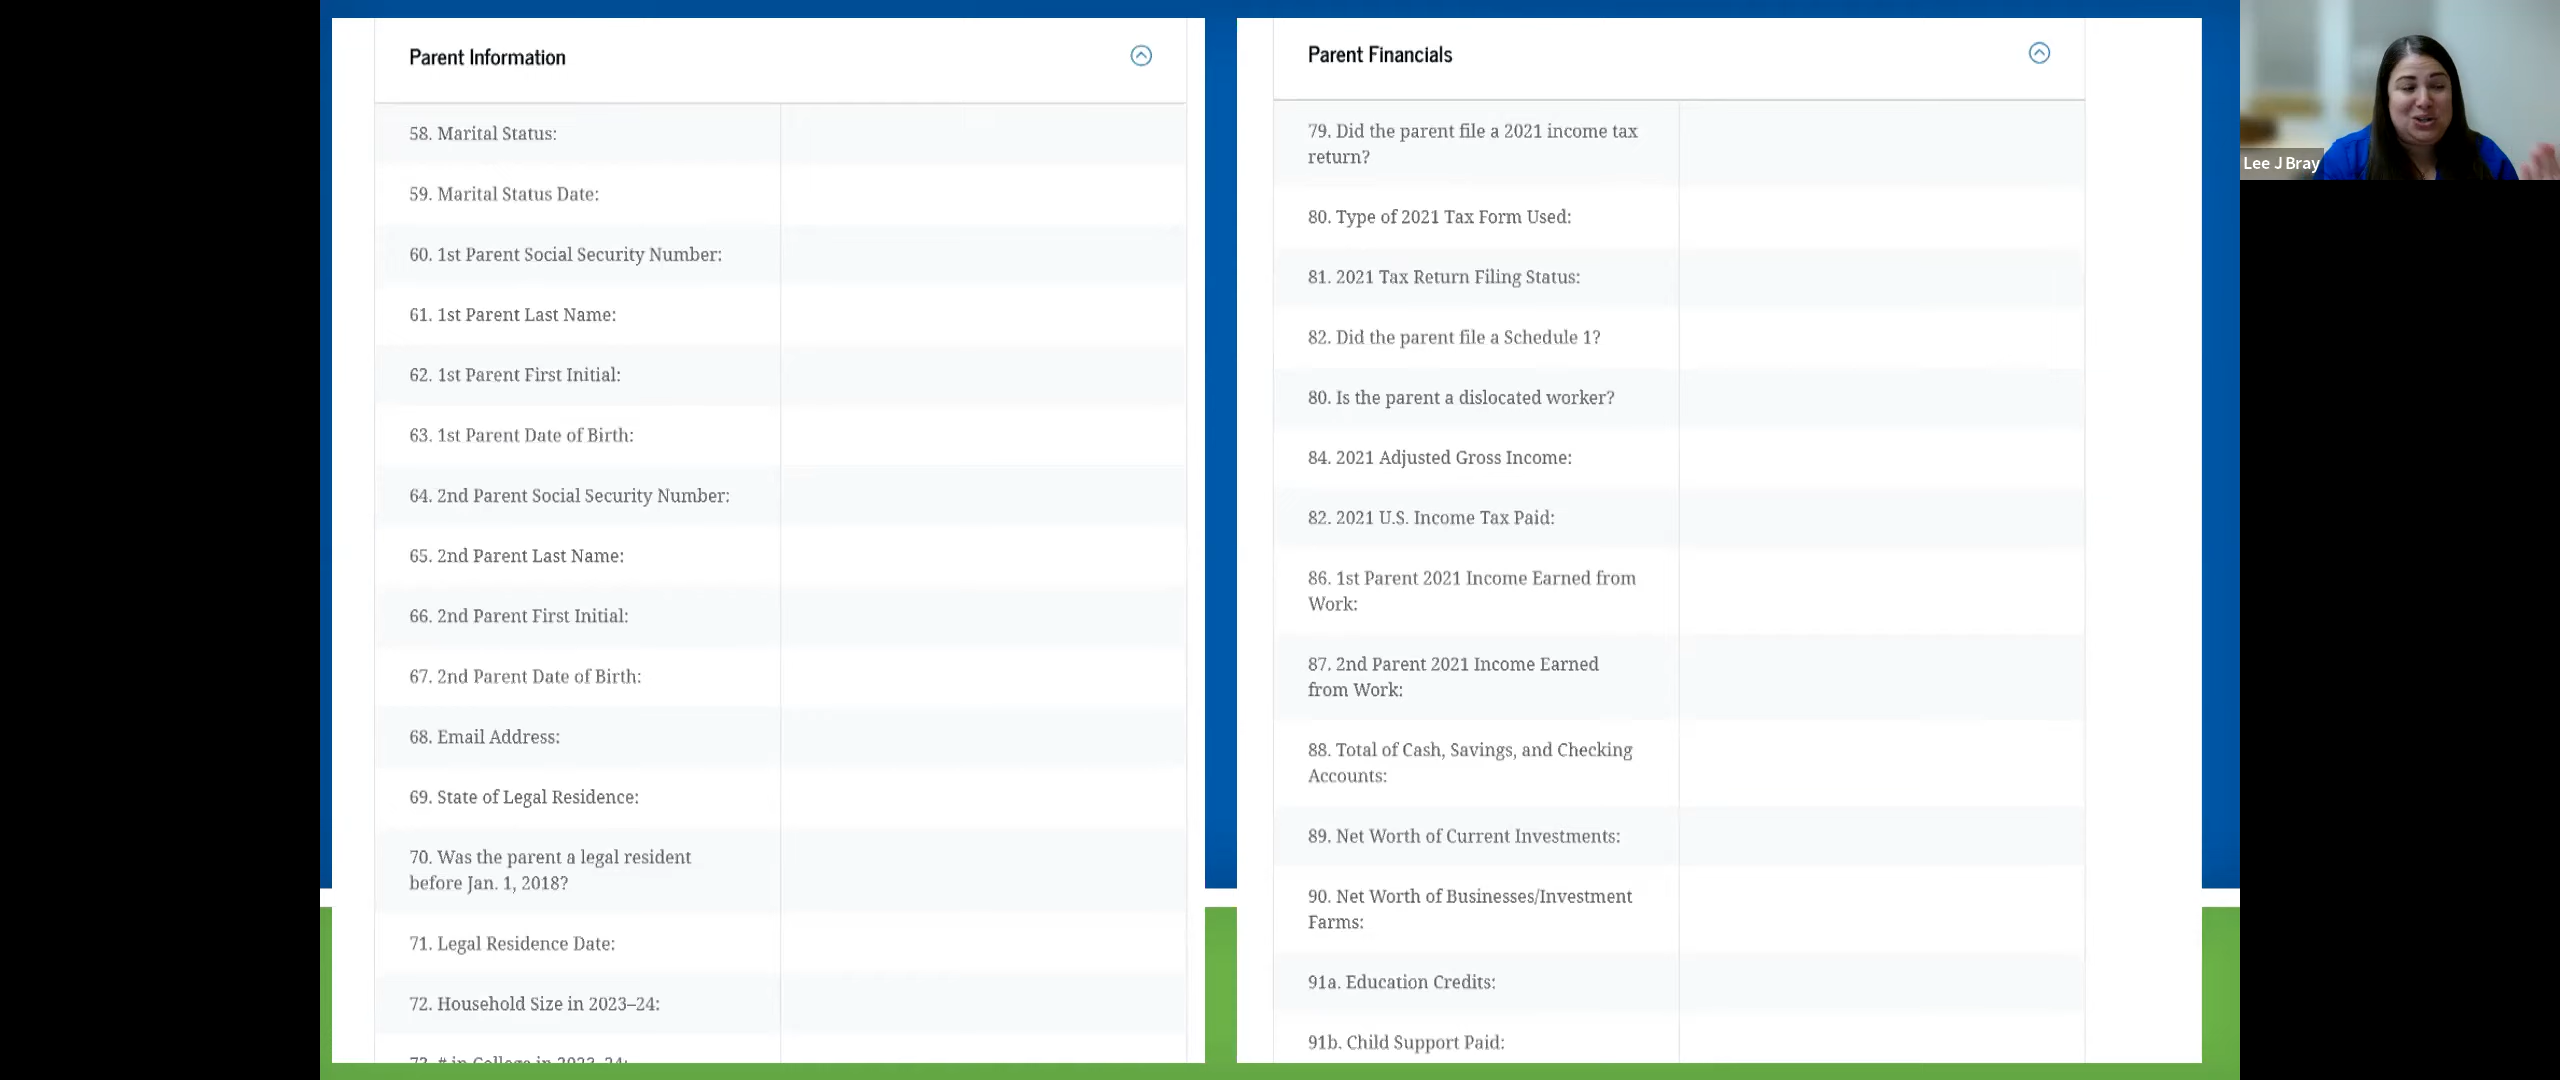 Parent Information
58. Marital Status:
59. Marital Status Date:
60. 1st Parent Social Security Number:
61. 1st Parent Last Name:
62. 1st Parent First Initial:
63. 1st Parent Date of Birth:
64. 2nd Parent Social Security Number:
65. 2nd Parent Last Name:
66. 2nd Parent First Initial:
67. 2nd Parent Date of Birth:
68. Email Address:
69. State of Legal Residence:
70. Was the parent a legal resident
before Jan. 1, 2018?
71. Legal Residence Date:
72. Household Size in 2023–24:
73. # in College in 2023–24:
Parent Financials
79. Did the parent file a 2021 income tax
return?
80. Type of 2021 Tax Form Used:
81. 2021 Tax Return Filing Status:
82. Did the parent file a Schedule 1?
80. Is the parent a dislocated worker?
84. 2021 Adjusted Gross Income:
82. 2021 U.S. Income Tax Paid:
86. 1st Parent 2021 Income Earned from
Work:
87. 2nd Parent 2021 Income Earned
from Work:
88. Total of Cash, Savings, and Checking
Accounts:
89. Net Worth of Current Investments:
90. Net Worth of Businesses/Investment
Farms:
91a. Education Credits:
91b. Child Support Paid:
Lee J Bray